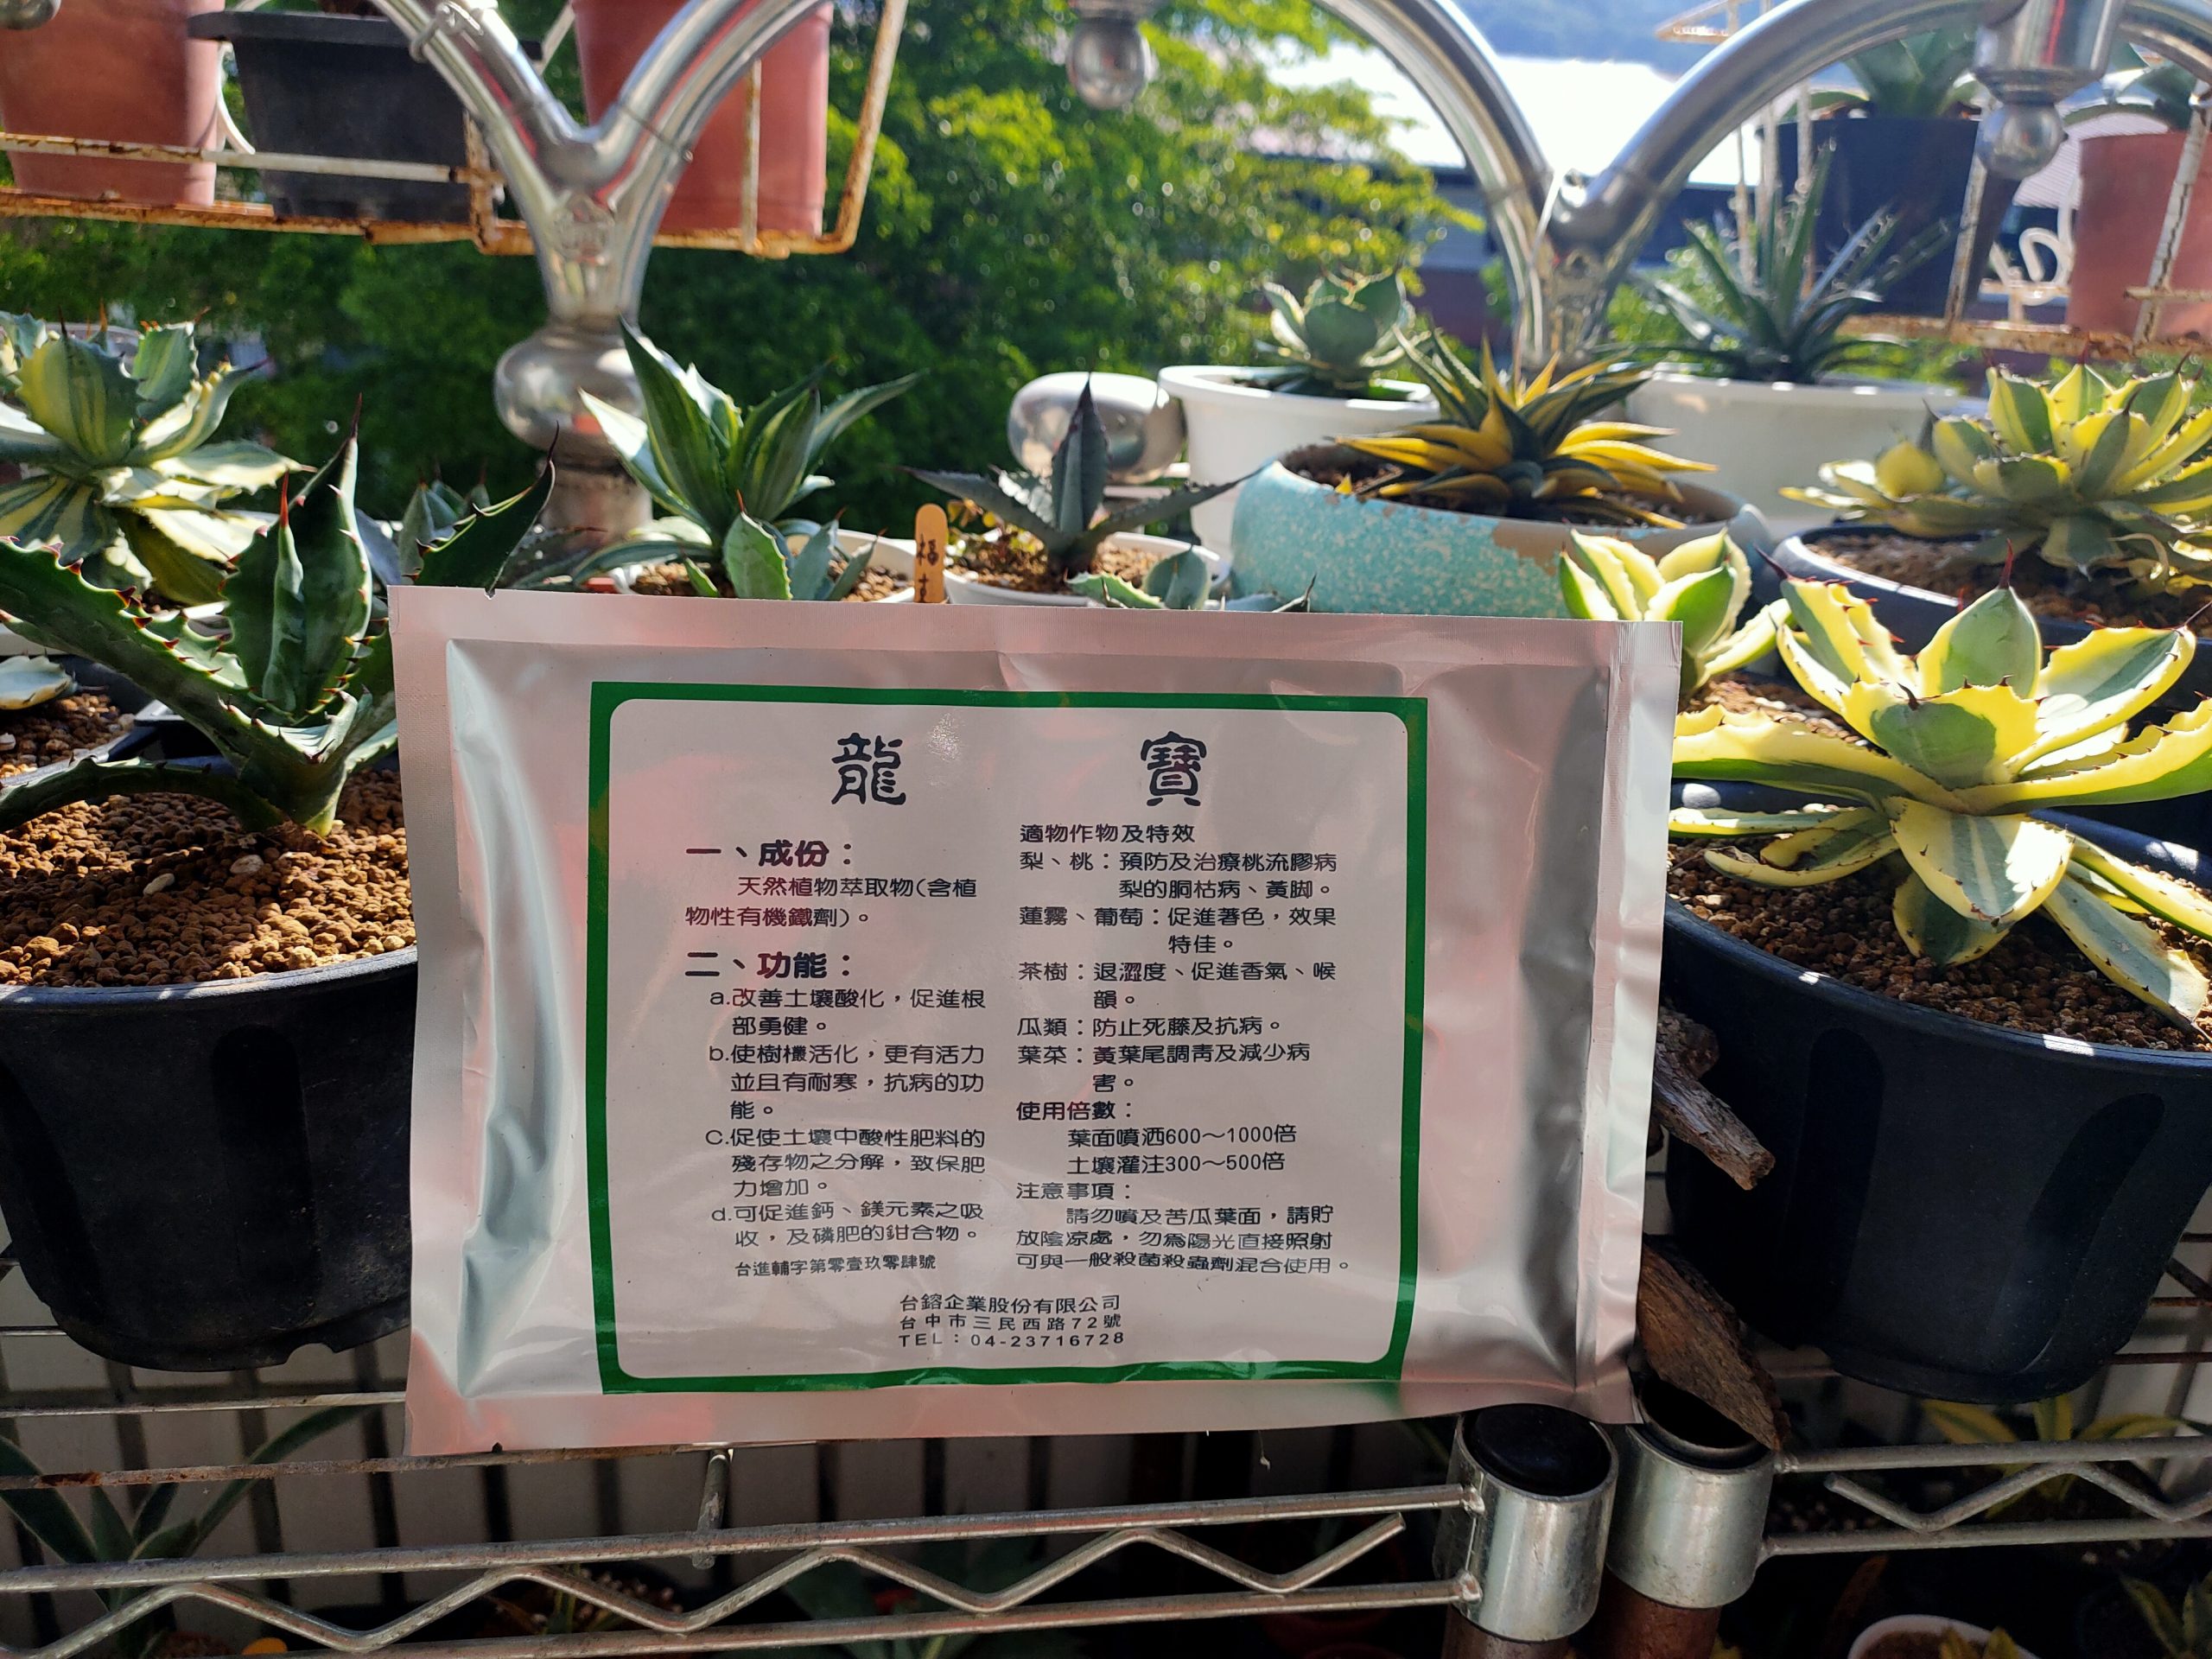 福
龍寶
一、成份：
天然植物萃取物(含植
物性有機鐵劑)。
二、功能：
a.改善土壤酸化，促進根
部勇健。
b.使樹欉活化，更有活力
並且有耐寒，抗病的功
能。
C.促使土壤中酸性肥料的
殘存物之分解，致保肥
力增加。
d.可促進鈣、鎂元素之吸
收，及磷肥的鉗合物。
台進輔字第零壹玖零肆號
適物作物及特效
梨、桃：預防及治療桃流膠病
梨的胴枯病、黃脚。
蓮霧、葡萄：促進著色，效果
特佳。
茶樹：退澀度、促進香氣、喉
韻。
瓜類：防止死藤及抗病。
葉菜：黃葉尾調青及減少病
害。
使用倍數：
葉面噴洒600～1000倍
土壤灌注300～500倍
注意事項：
請勿噴及苦瓜葉面，請貯
放陰涼處，勿為陽光直接照射
可與一般殺菌殺蟲劑混合使用。
台鎔企業股份有限公司
台中市三民西路72號
TEL：04-23716728